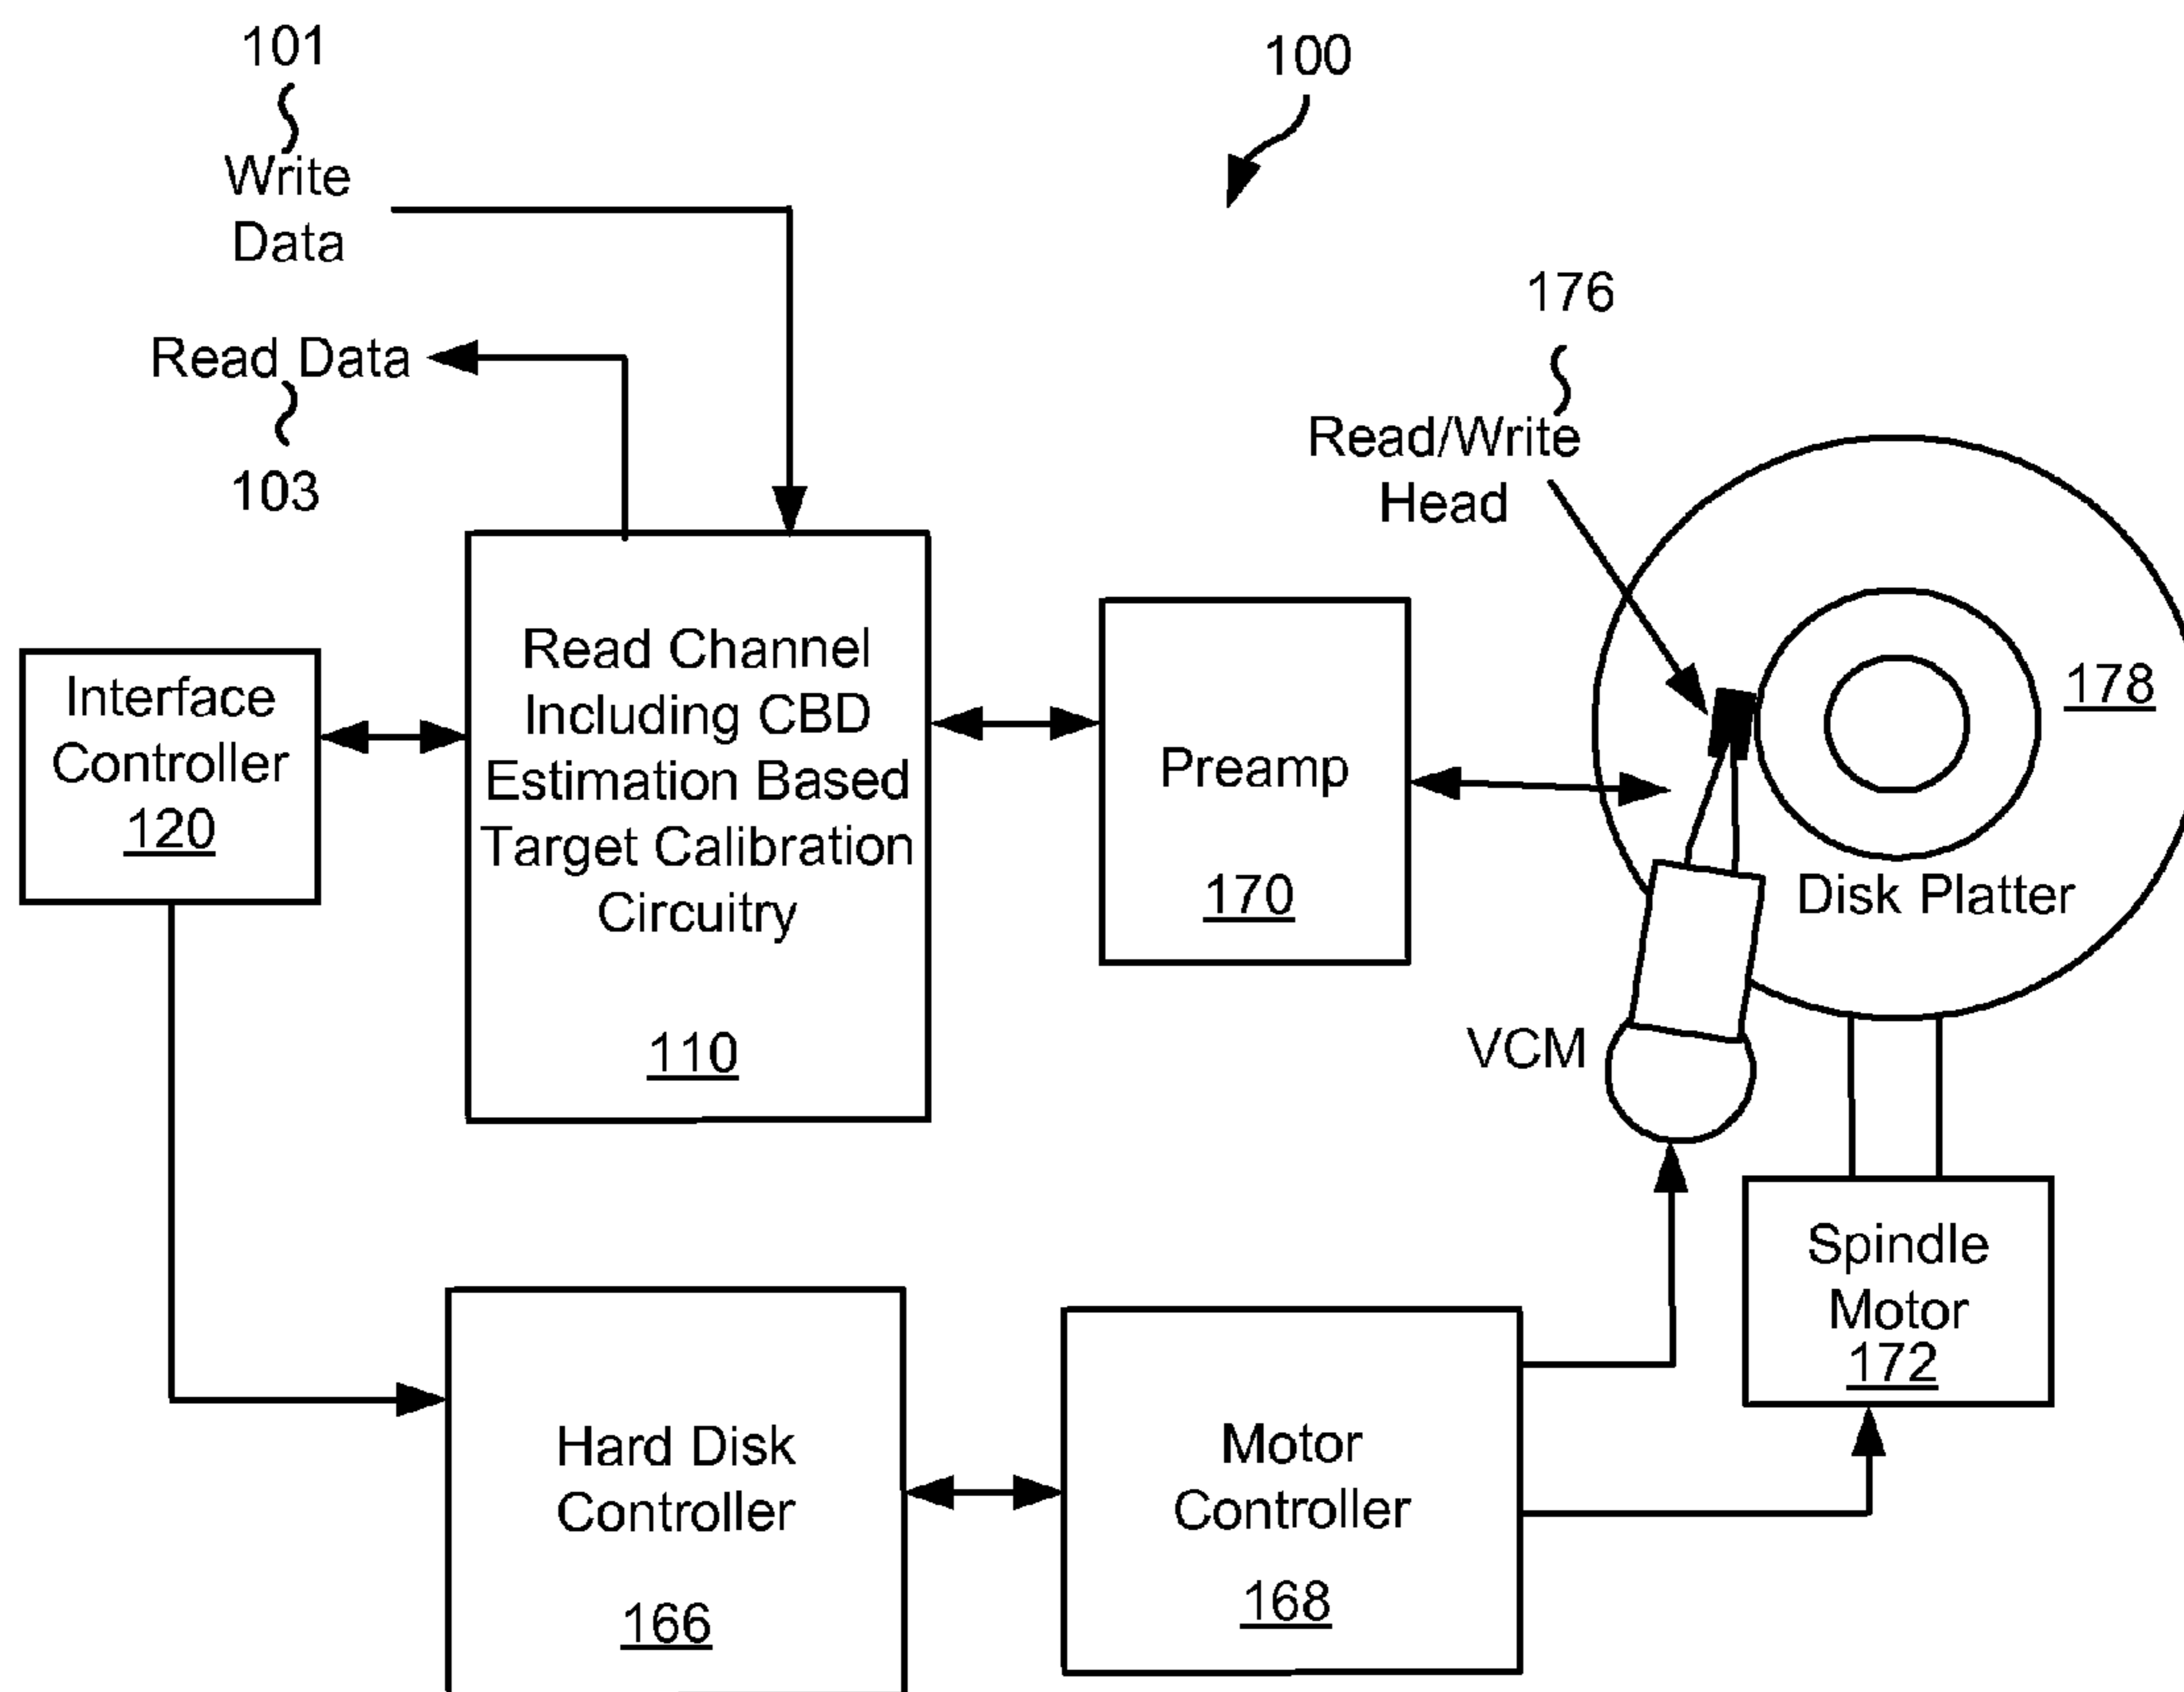 101
Write
Data
100
Read Data
103
176
Read/Write
Head
178
Disk Platter
Interface
Controller
120
Read Channel
Including CBD
Estimation Based
Target Calibration
Circuitry
110
Preamp
170
VCM
Spindle
Motor
172
Hard Disk
Controller
166
Motor
Controller
168